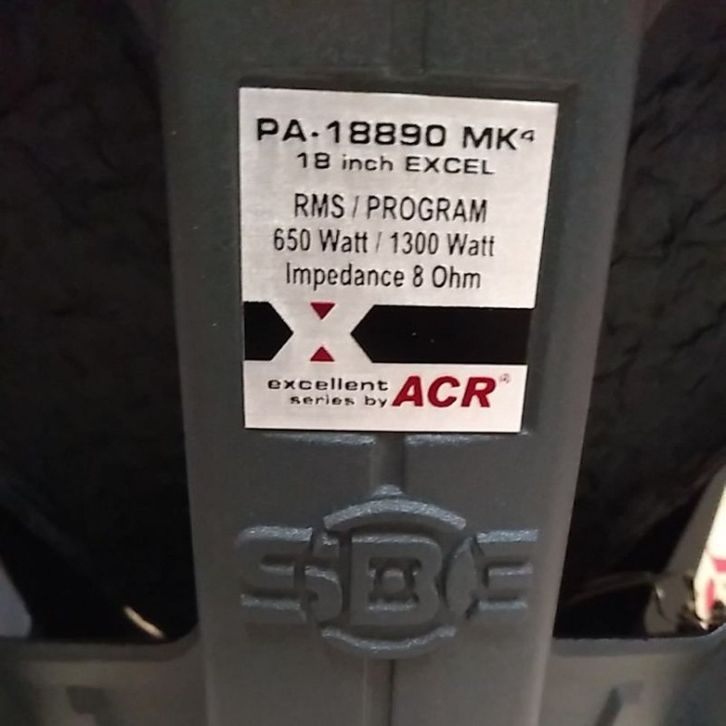 PA-18890 MK⁴
18 inch EXCEL
RMS / PROGRAM
650 Watt / 1300 Watt
Impedance 8 Ohm
excellent
series by ACR®